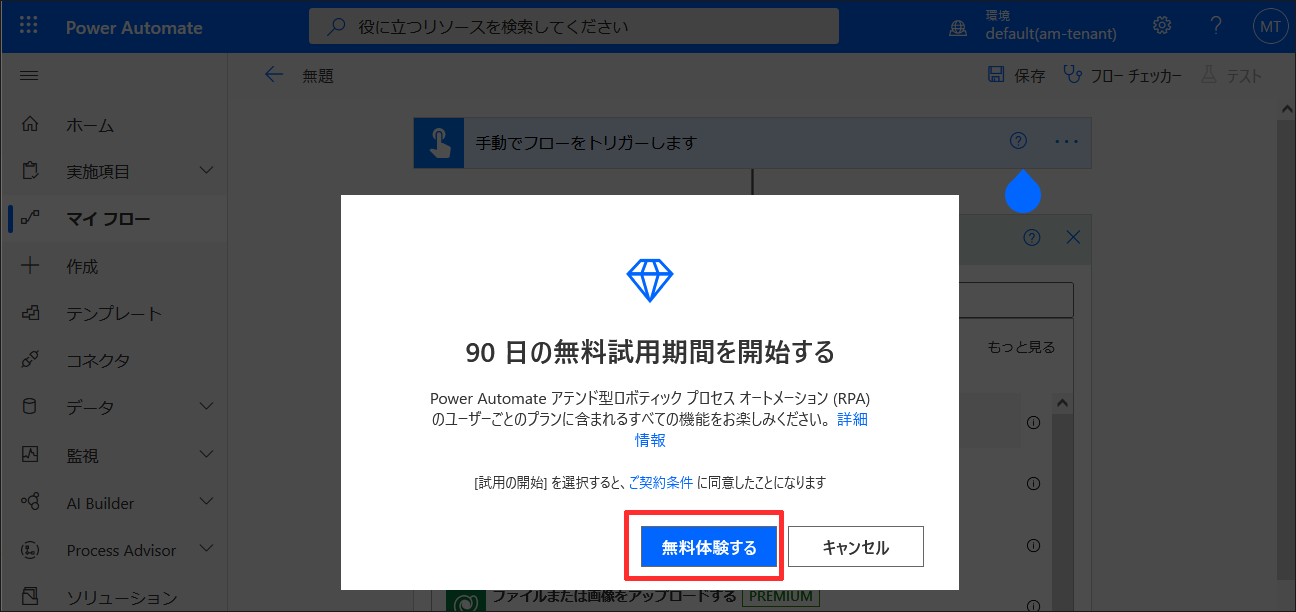 Power Automate
役に立つリソースを検索してください
環境
default(am-tenant)
?
MT
無題
保存
フロー チェッカー
テスト
ホーム
実施項目
マイ フロー
作成
テンプレート
コネクタ
データ
監視
AI Builder
Process Advisor
ソリューション
手動でフローをトリガーします
もっと見る
90 日の無料試用期間を開始する
Power Automate アテンド型ロボティック プロセス オートメーション (RPA)
のユーザーごとのプランに含まれるすべての機能をお楽しみください。 詳細
情報
[試用の開始] を選択すると、ご契約条件 に同意したことになります
無料体験する
キャンセル
ファイルまたは画像をアップロードする PREMIUM